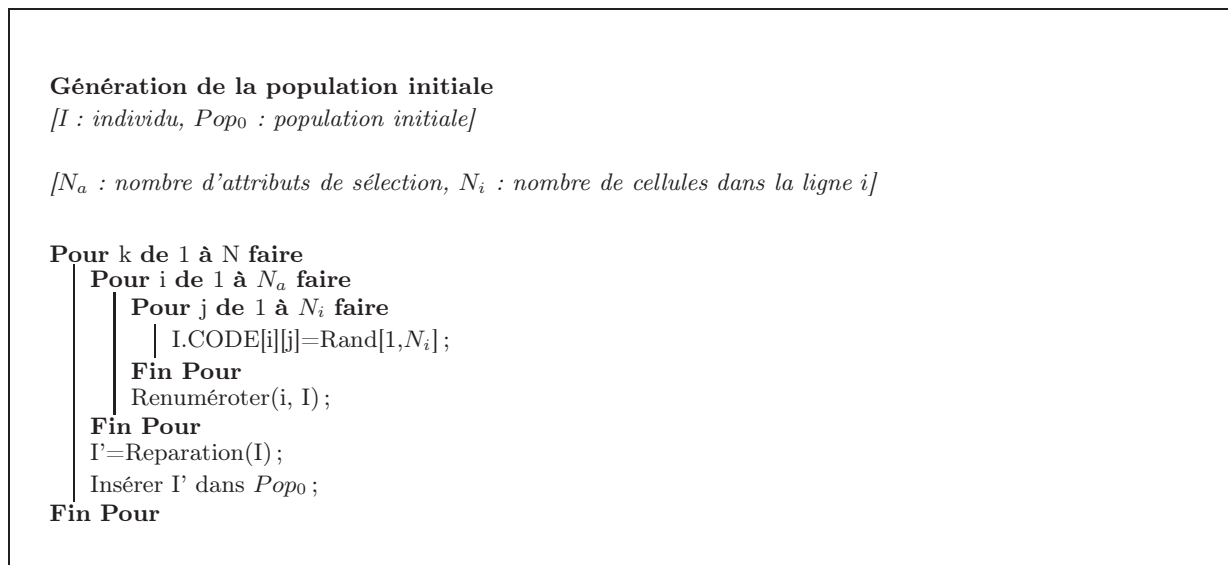 Génération de la population initiale
[I : individu, Pop₀ : population initiale]
[Nₐ : nombre d'attributs de sélection, Nᵢ : nombre de cellules dans la ligne i]
Pour k de 1 à N faire
Pour i de 1 à Nₐ faire
Pour j de 1 à Nᵢ faire
I.CODE[i][j]=Rand[1,Nᵢ] ;
Fin Pour
Renuméroter(i, I) ;
Fin Pour
I'=Reparation(I) ;
Insérer I' dans Pop₀ ;
Fin Pour